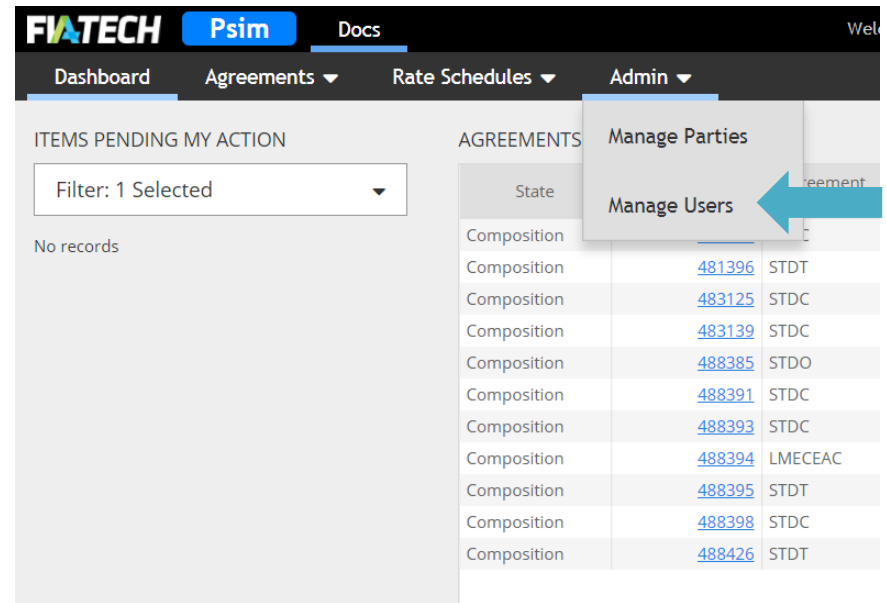 FIATECH Psim Docs
Dashboard Agreements Rate Schedules Admin
ITEMS PENDING MY ACTION
Filter: 1 Selected
No records
AGREEMENTS
Manage Parties
Manage Users
State
Composition
Composition 481396 STDT
Composition 483125 STDC
Composition 483139 STDC
Composition 488385 STDO
Composition 488391 STDC
Composition 488393 STDC
Composition 488394 LMECEAC
Composition 488395 STDT
Composition 488398 STDC
Composition 488426 STDT